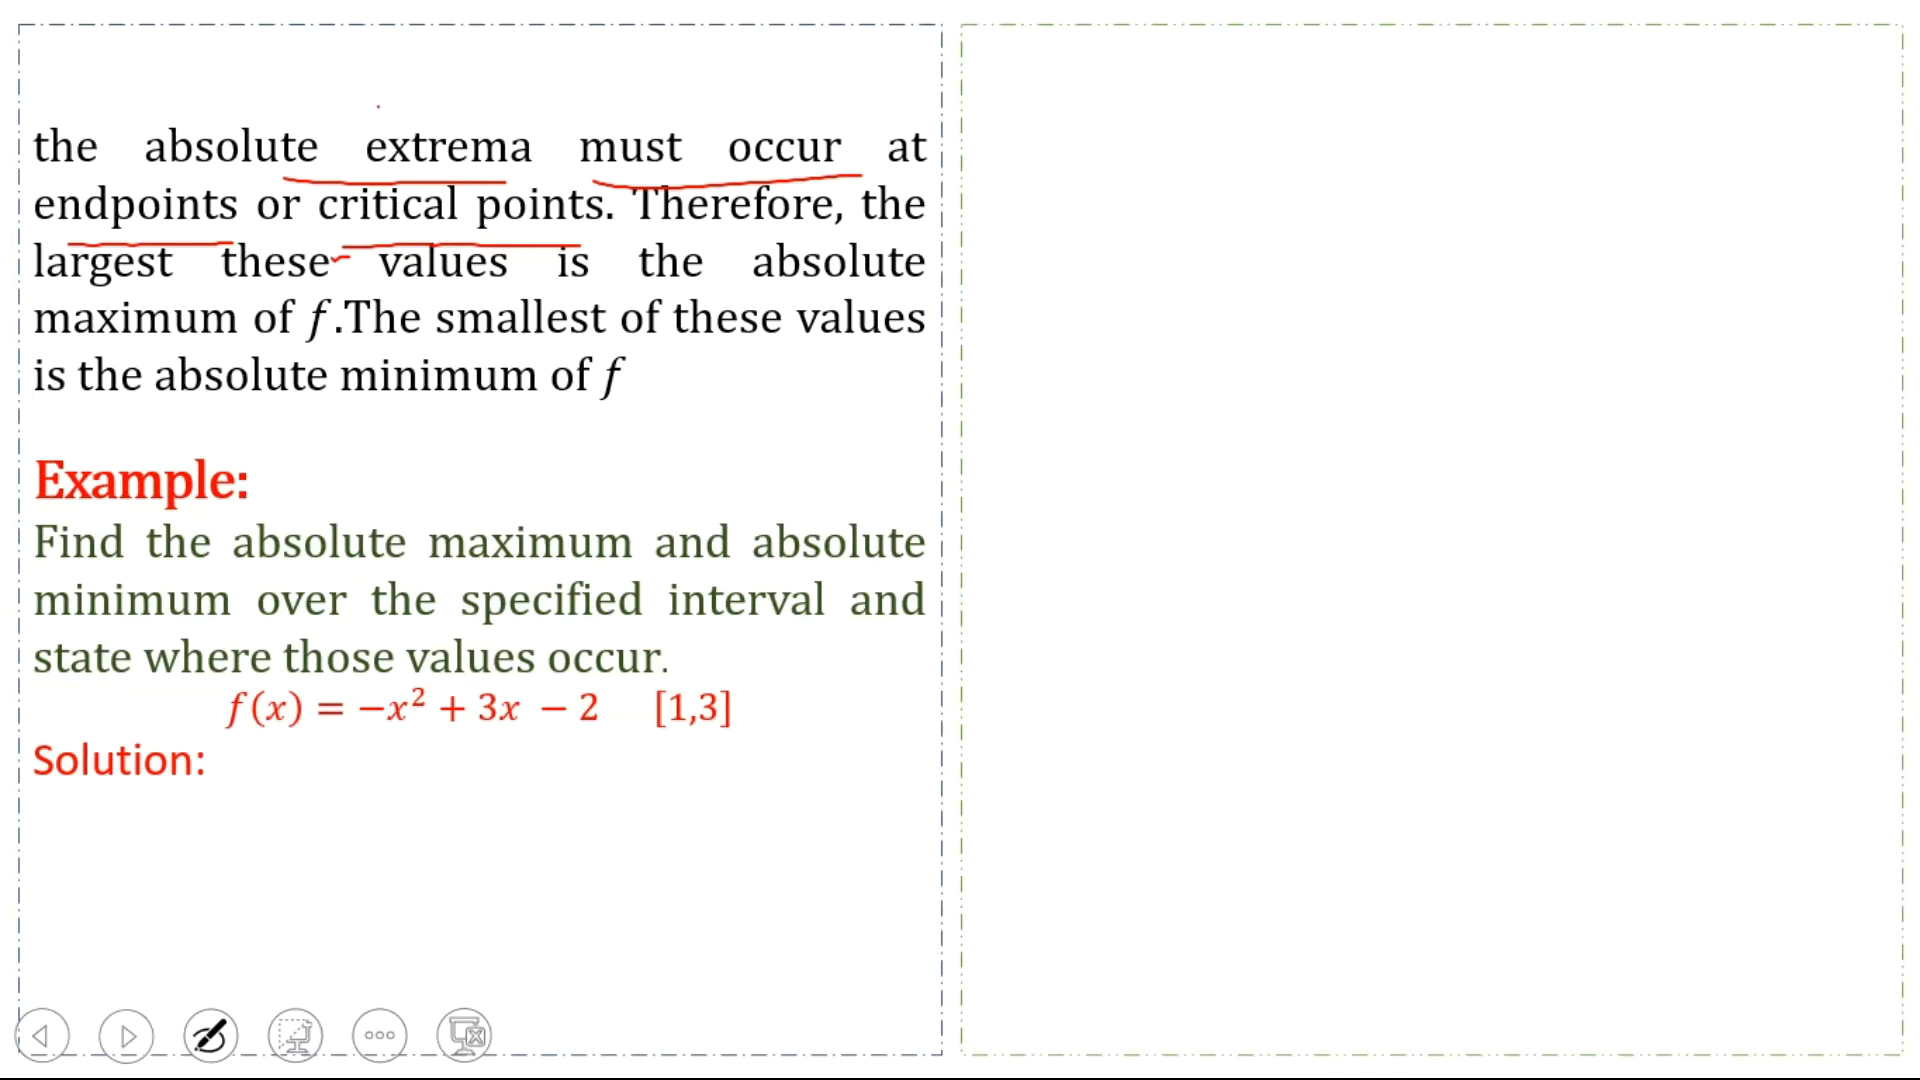 the absolute extrema must occur at
endpoints or critical points. Therefore, the
largest these values is the absolute
maximum of f.The smallest of these values
is the absolute minimum of f
Example:
Find the absolute maximum and absolute
minimum over the specified interval and
state where those values occur.
f(x) = −x² + 3x − 2 [1,3]
Solution: